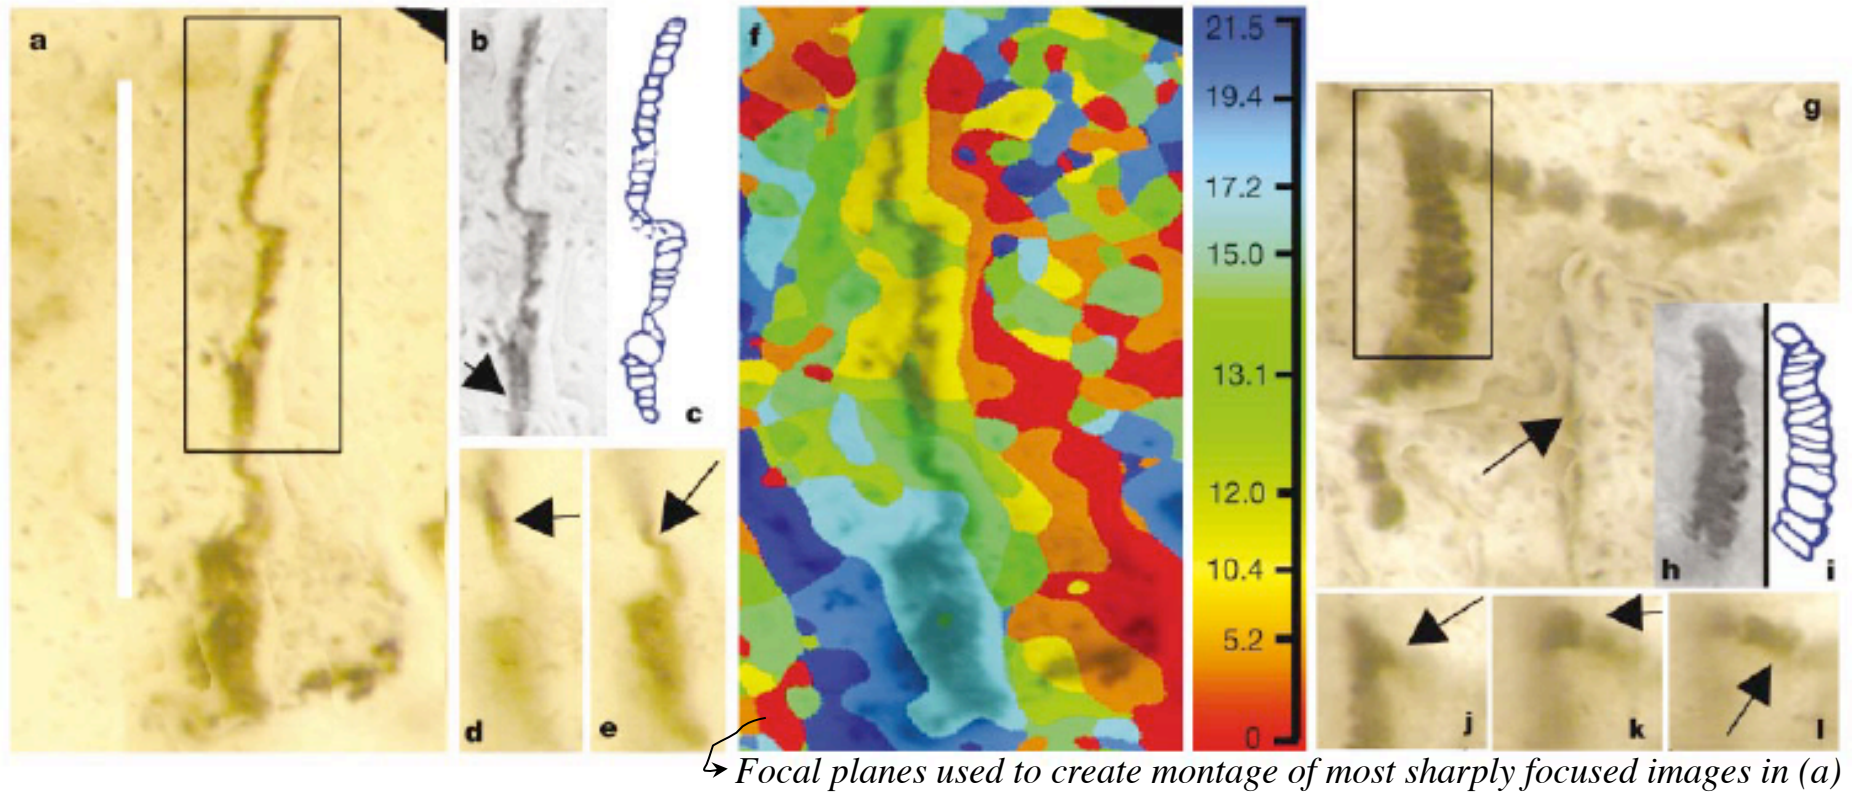 a
b
c
d
e
f
21.5
19.4
17.2
15.0
13.1
12.0
10.4
5.2
0
g
h
i
j
k
l
Focal planes used to create montage of most sharply focused images in (a)